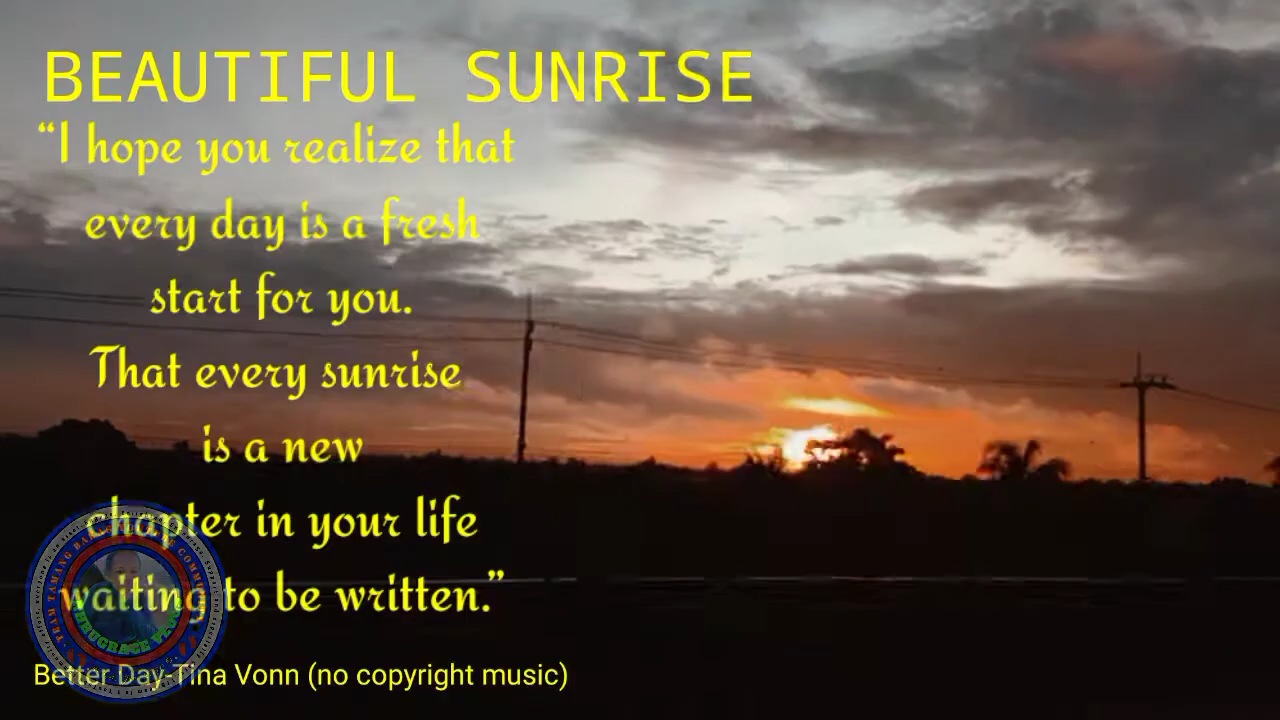 BEAUTIFUL SUNRISE
“I hope you realize that
every day is a fresh
start for you.
That every sunrise
is a new
chapter in your life
waiting to be written.”
Better Day-Tina Vonn (no copyright music)